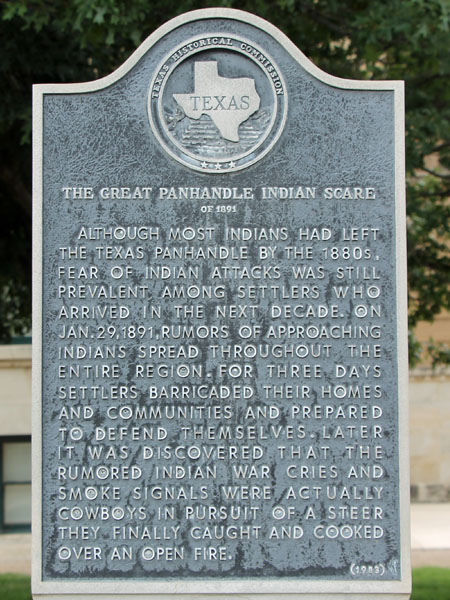 TEXAS HISTORICAL COMMISSION
TEXAS
THE GREAT PANHANDLE INDIAN SCARE
OF 1891
ALTHOUGH MOST INDIANS HAD LEFT
THE TEXAS PANHANDLE BY THE 1880s,
FEAR OF INDIAN ATTACKS WAS STILL
PREVALENT AMONG SETTLERS WHO
ARRIVED IN THE NEXT DECADE. ON
JAN. 29, 1891, RUMORS OF APPROACHING
INDIANS SPREAD THROUGHOUT THE
ENTIRE REGION. FOR THREE DAYS
SETTLERS BARRICADED THEIR HOMES
AND COMMUNITIES AND PREPARED
TO DEFEND THEMSELVES. LATER
IT WAS DISCOVERED THAT THE
RUMORED INDIAN WAR CRIES AND
SMOKE SIGNALS WERE ACTUALLY
COWBOYS IN PURSUIT OF A STEER
THEY FINALLY CAUGHT AND COOKED
OVER AN OPEN FIRE.
(1983)